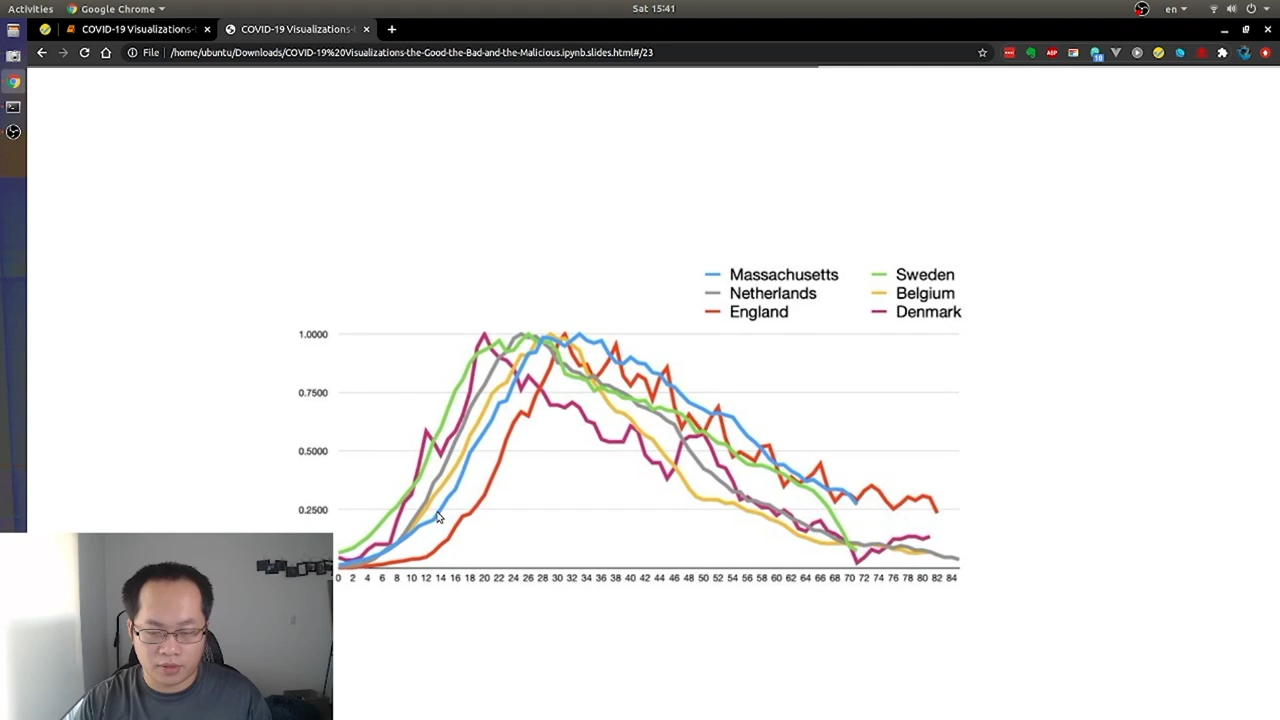 Activities Google Chrome Sat 15:41 en
COVID-19 Visualizations- COVID-19 Visualizations-
File /home/ubuntu/Downloads/COVID-19%20Visualizations-the-Good-the-Bad-and-the-Malicious.ipynb.slides.html#/23 ABP 10
Massachusetts Sweden
Netherlands Belgium
England Denmark
1.0000
0.7500
0.5000
0.2500
0 2 4 6 8 10 12 14 16 18 20 22 24 26 28 30 32 34 36 38 40 42 44 46 48 50 52 54 56 58 60 62 64 66 68 70 72 74 76 78 80 82 84